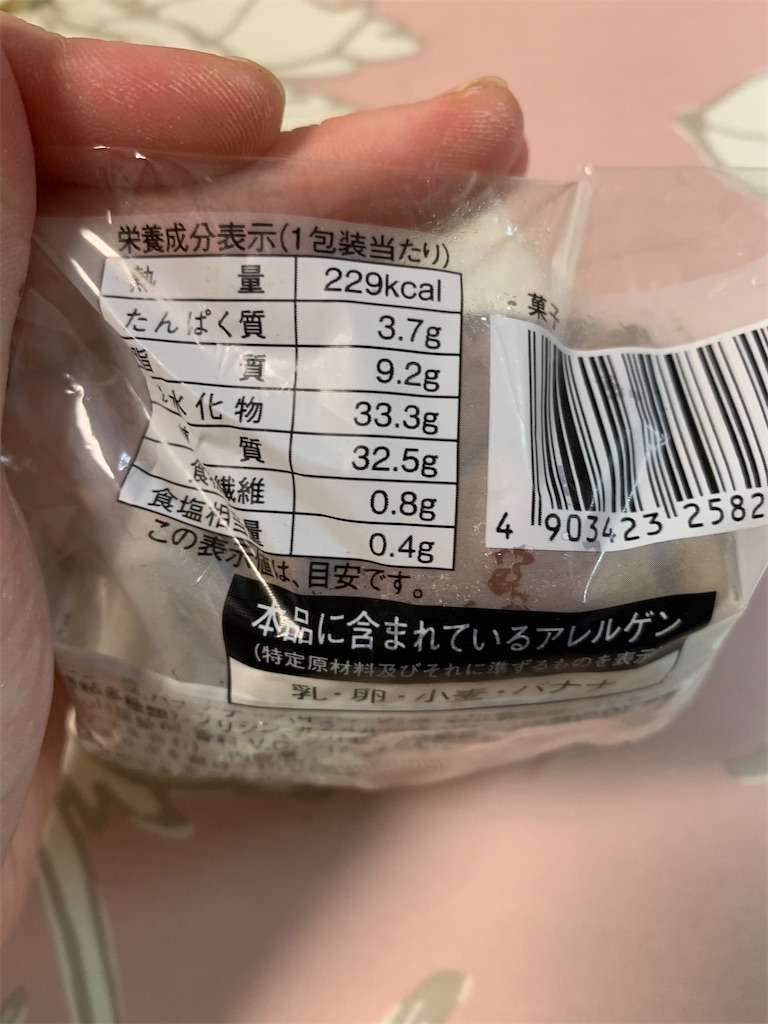 栄養成分表示(1包装当たり)
熱量 229kcal
たんぱく質 3.7g
脂質 9.2g
水化物 33.3g
質 32.5g
食繊維 0.8g
食塩相当量 0.4g
この表示値は、目安です。
菓子
4 903423 2582
本品に含まれているアレルゲン
(特定原材料及びそれに準ずるものを表示
乳・卵・小麦・バナナ
V.C